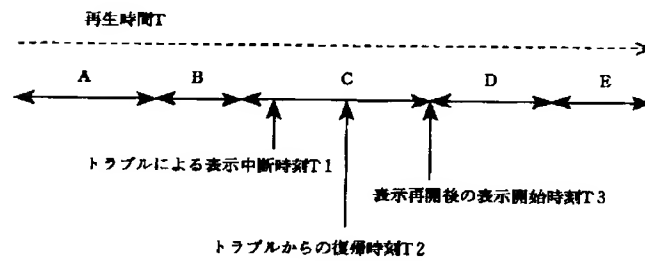 再生時間T
A B C D E
トラブルによる表示中断時刻T1
表示再開後の表示開始時刻T3
トラブルからの復帰時刻T2